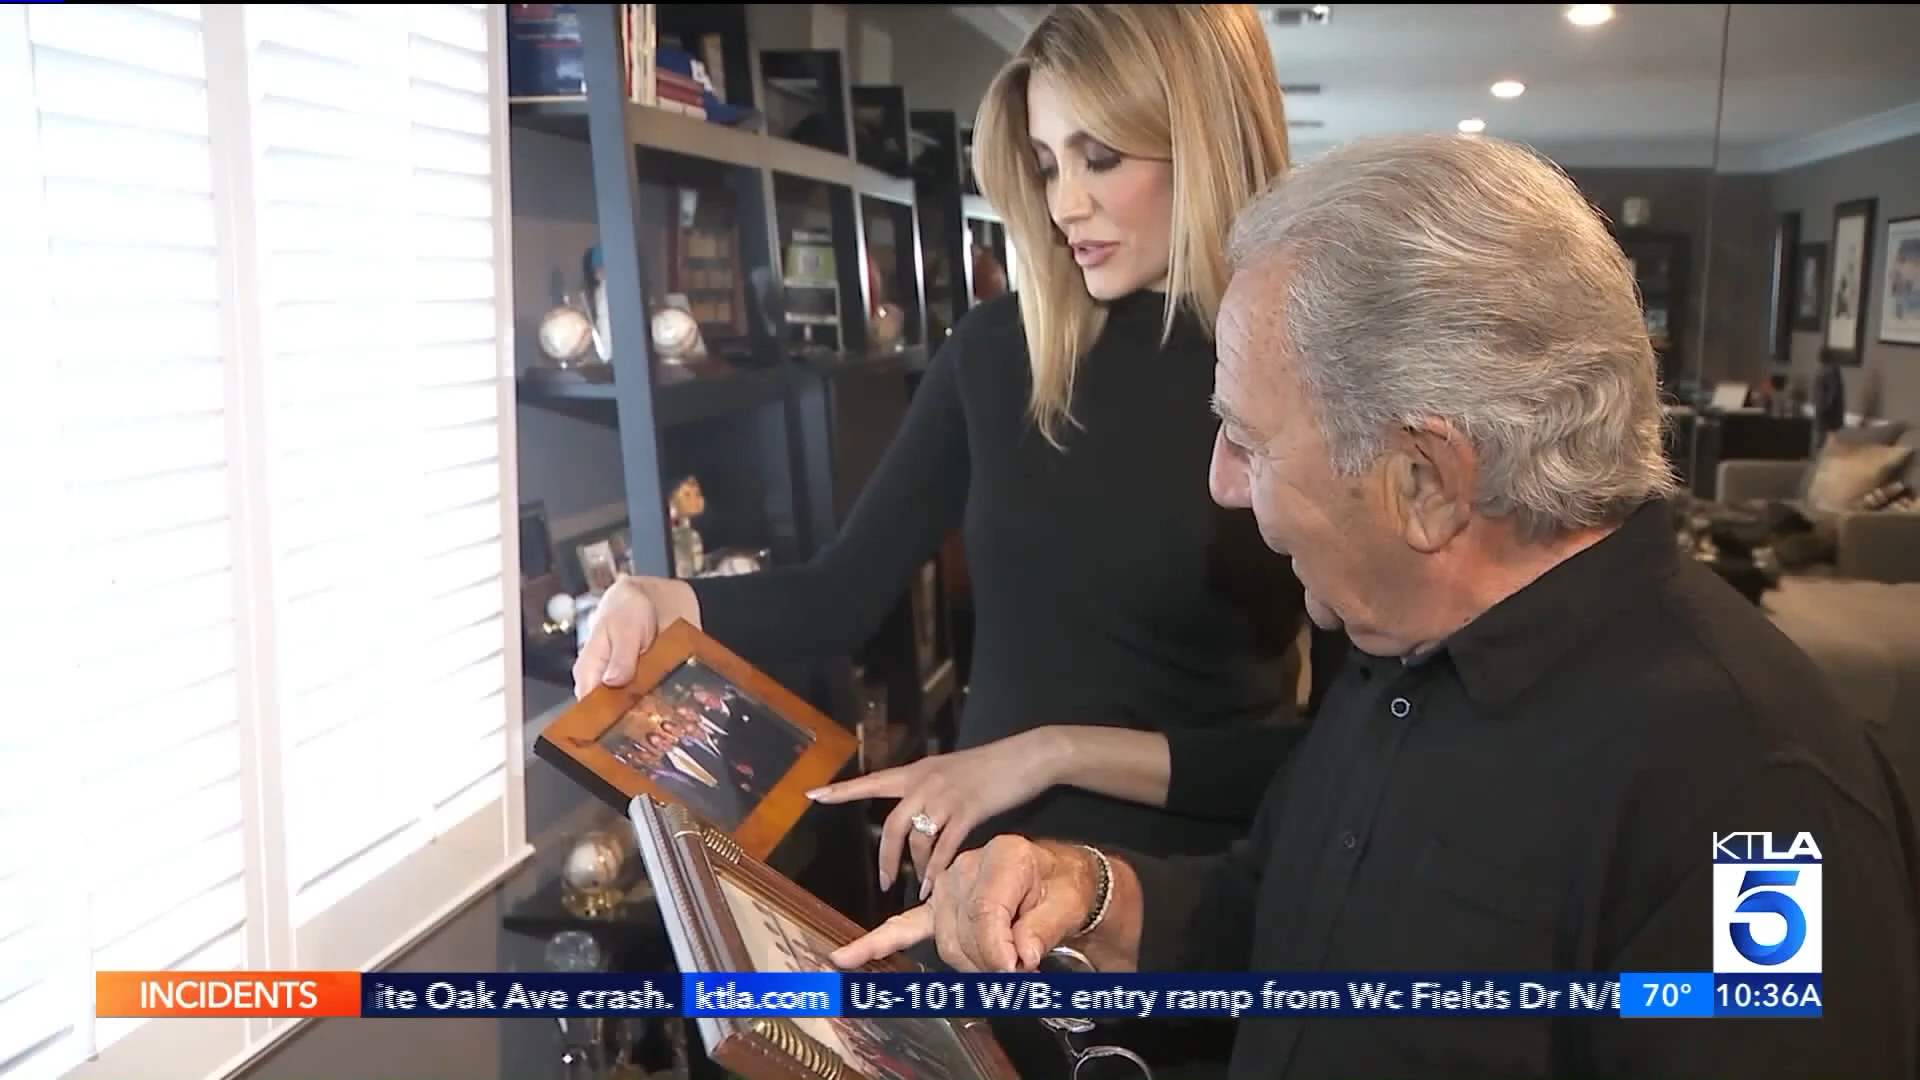 KTLA
5
INCIDENTS ite Oak Ave crash. ktla.com Us-101 W/B: entry ramp from Wc Fields Dr N/B 70° 10:36A